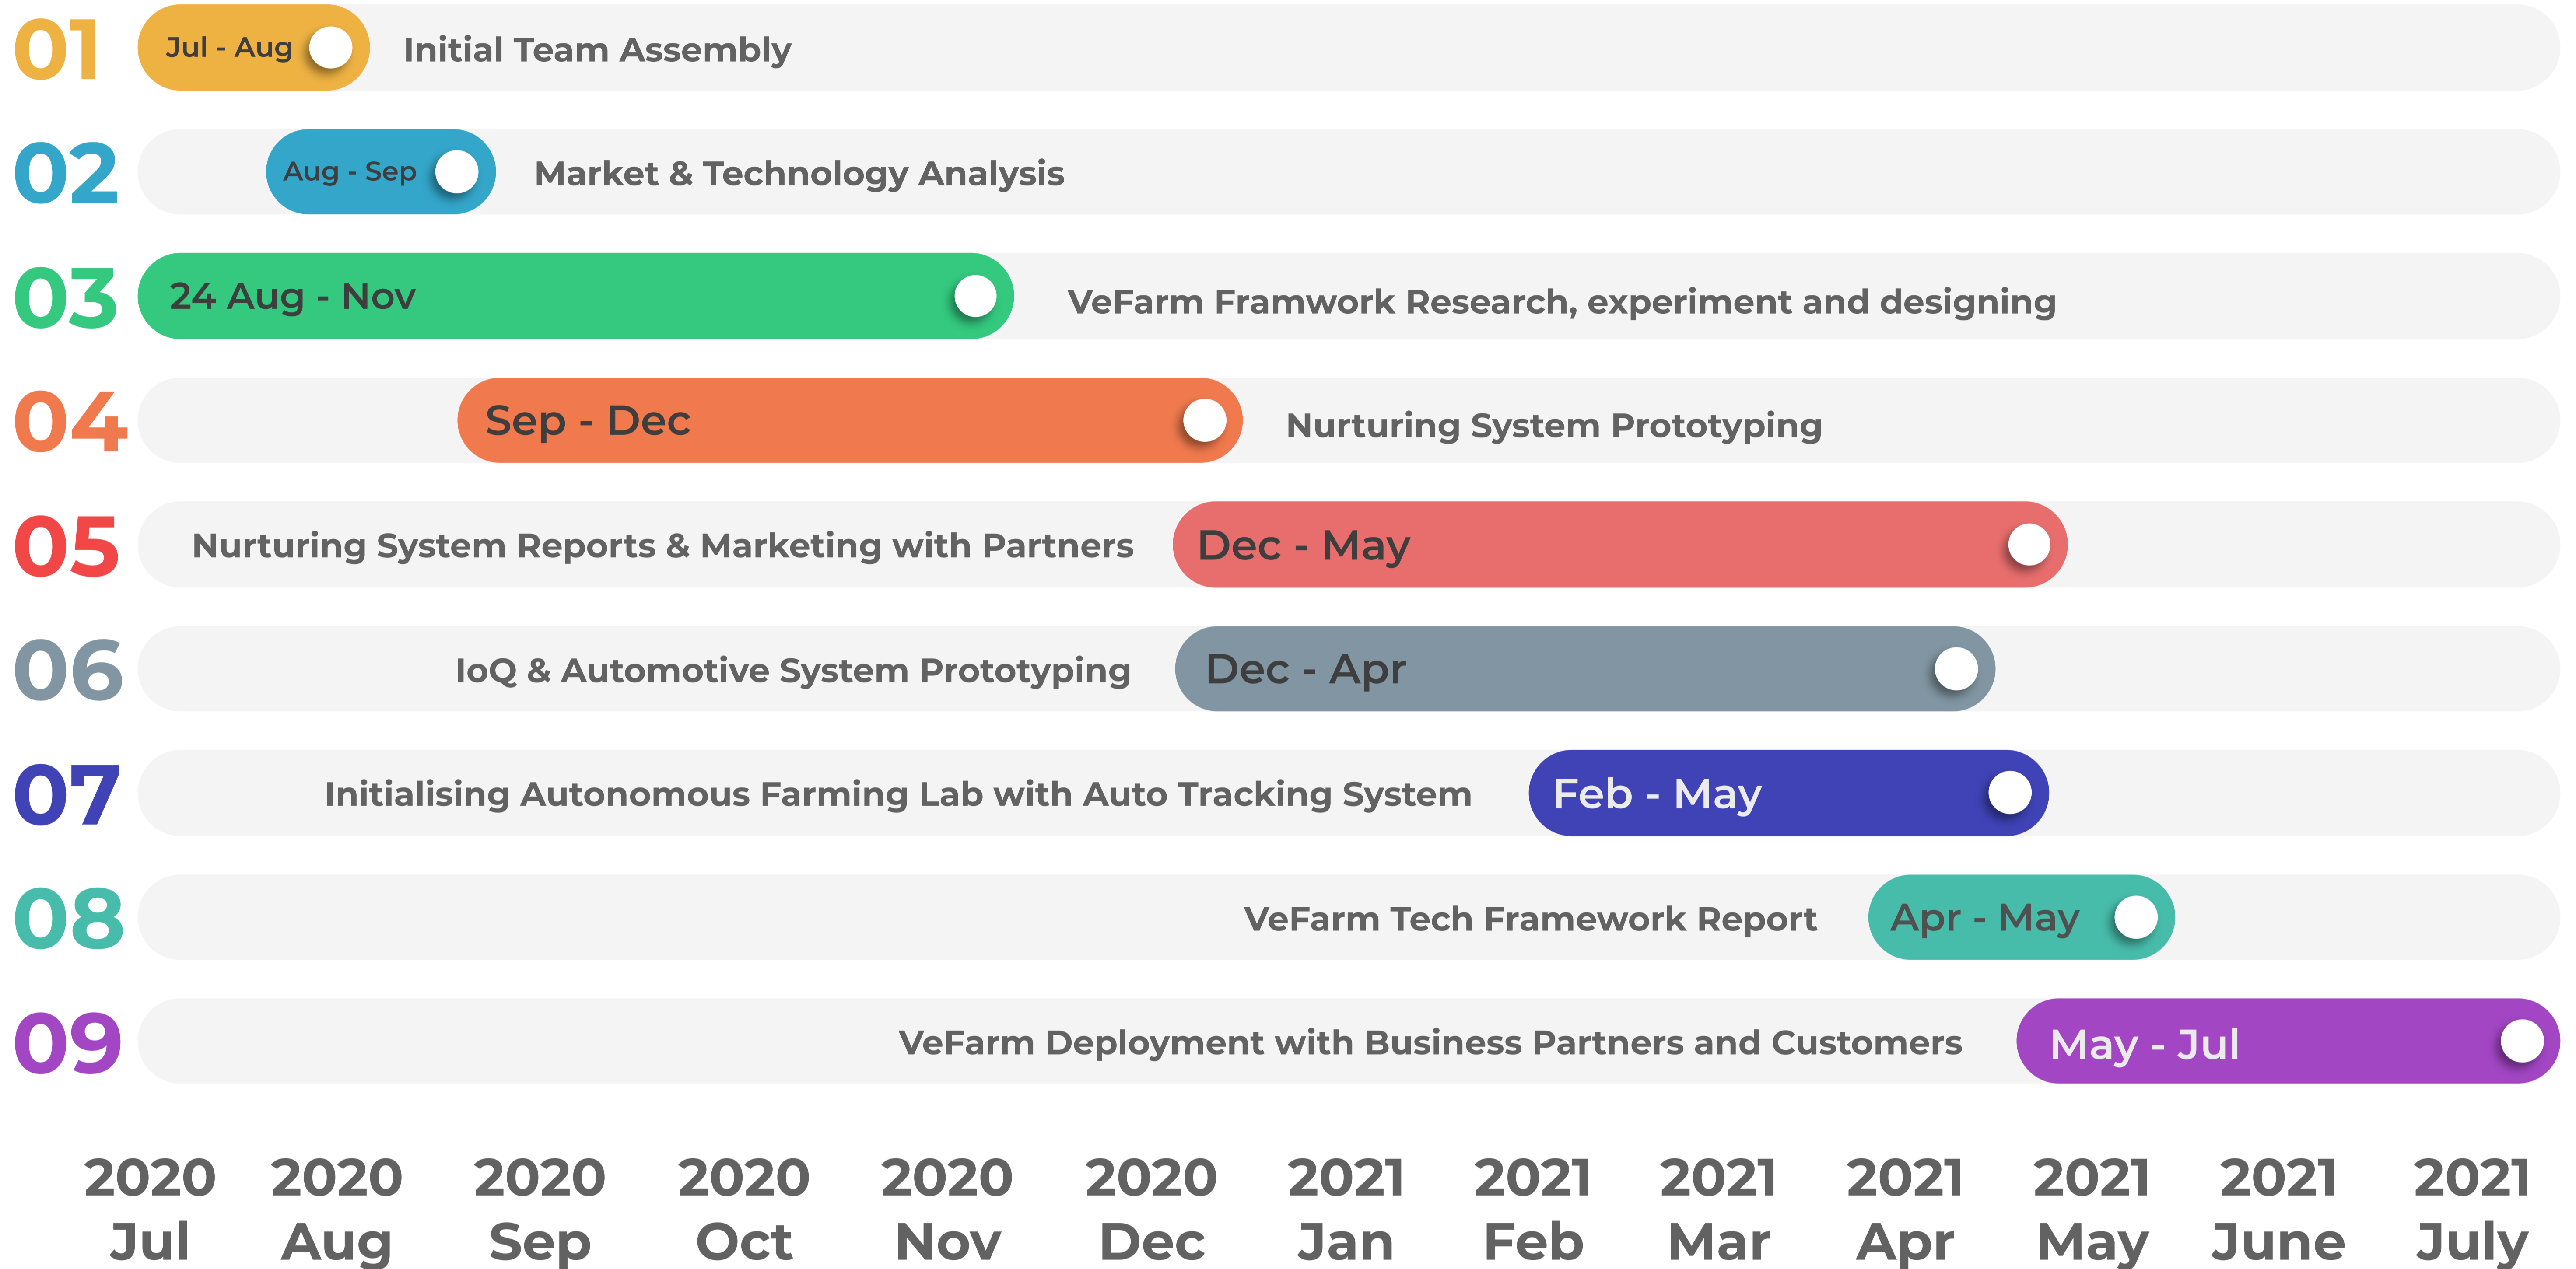 01 Jul - Aug Initial Team Assembly
02 Aug - Sep Market & Technology Analysis
03 24 Aug - Nov VeFarm Framwork Research, experiment and designing
04 Sep - Dec Nurturing System Prototyping
05 Nurturing System Reports & Marketing with Partners Dec - May
06 IoQ & Automotive System Prototyping Dec - Apr
07 Initialising Autonomous Farming Lab with Auto Tracking System Feb - May
08 VeFarm Tech Framework Report Apr - May
09 VeFarm Deployment with Business Partners and Customers May - Jul
2020 2020 2020 2020 2020 2020 2021 2021 2021 2021 2021 2021 2021
Jul Aug Sep Oct Nov Dec Jan Feb Mar Apr May June July